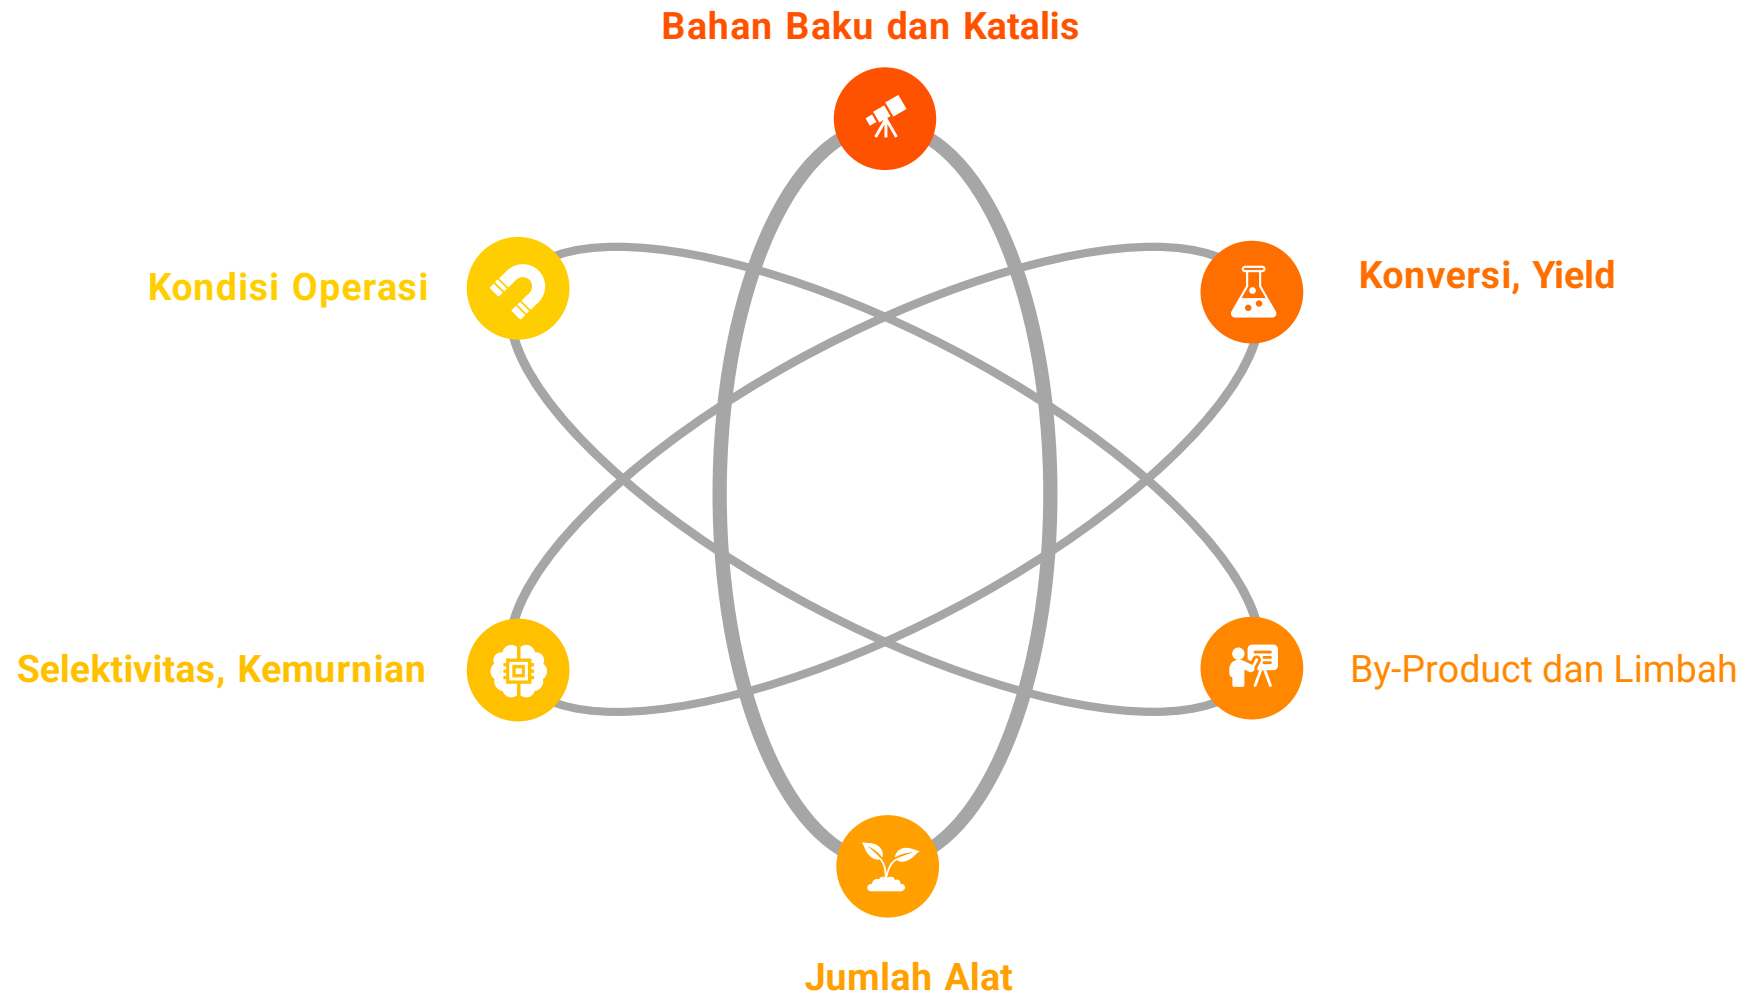 Bahan Baku dan Katalis
Konversi, Yield
Kondisi Operasi
Selektivitas, Kemurnian
By-Product dan Limbah
Jumlah Alat